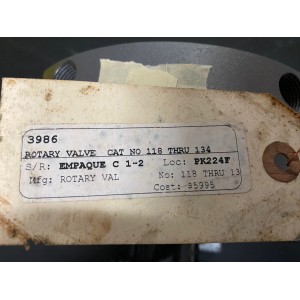 3986
ROTARY VALVE CAT NO 118 THRU 134
S/R: EMPAQUE C 1-2 Loc: PK224F
Mfg: ROTARY VAL No: 118 THRU 13
Cost: 95995